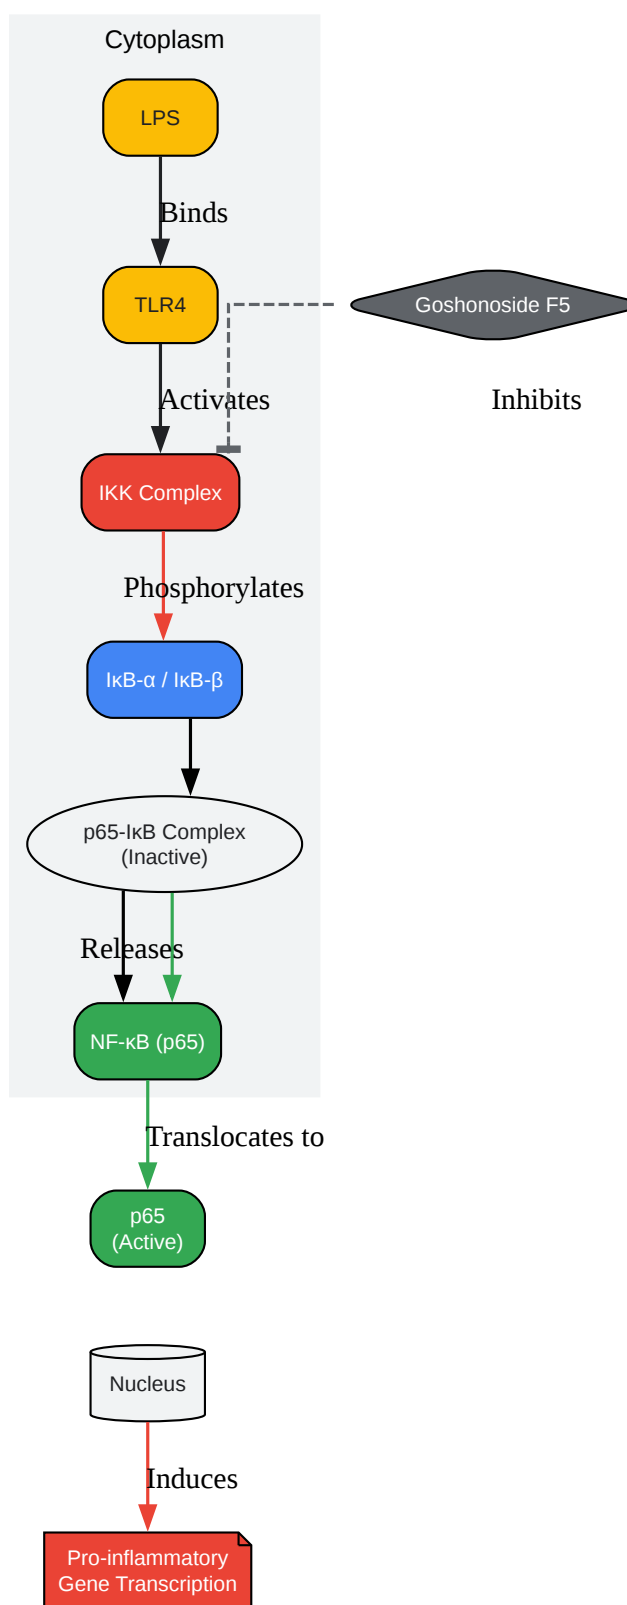 Cytoplasm
LPS
Binds
TLR4
Goshonoside F5
Activates
Inhibits
IKK Complex
Phosphorylates
IκB-α / IκB-β
p65-IκB Complex
(Inactive)
Releases
NF-κB (p65)
Translocates to
p65
(Active)
Nucleus
Induces
Pro-inflammatory
Gene Transcription